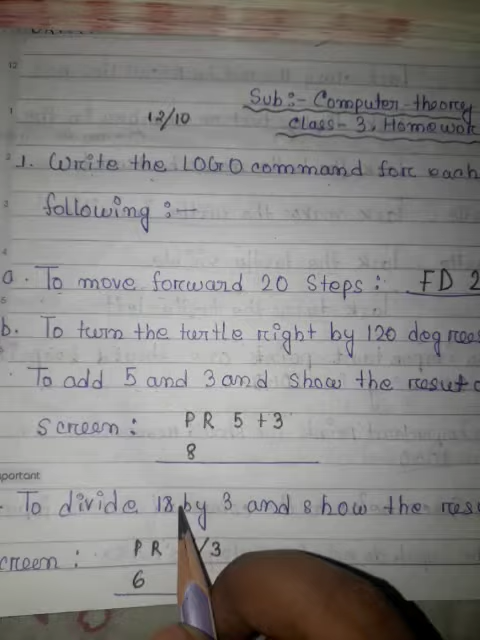 12/10
Sub:- Computer-theory
Class-3, Homework
1. Write the LOGO command for each
following :-
a. To move forward 20 Steps : FD 2
b. To turn the turtle right by 120 degrees
. To add 5 and 3 and show the result
screen : PR 5 +3
8
portant
To divide 18 by 3 and show the res
creen : PR /3
6